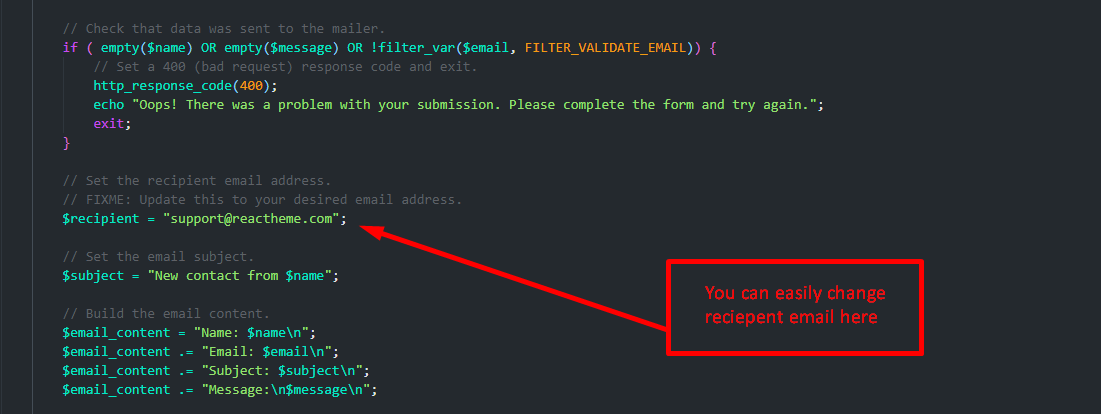 // Check that data was sent to the mailer.
if ( empty($name) OR empty($message) OR !filter_var($email, FILTER_VALIDATE_EMAIL)) {
// Set a 400 (bad request) response code and exit.
http_response_code(400);
echo "Oops! There was a problem with your submission. Please complete the form and try again.";
exit;
}
// Set the recipient email address.
// FIXME: Update this to your desired email address.
$recipient = "support@reactheme.com";
// Set the email subject.
$subject = "New contact from $name";
// Build the email content.
$email_content = "Name: $name\n";
$email_content .= "Email: $email\n";
$email_content .= "Subject: $subject\n";
$email_content .= "Message:\n$message\n";
You can easily change
reciepent email here